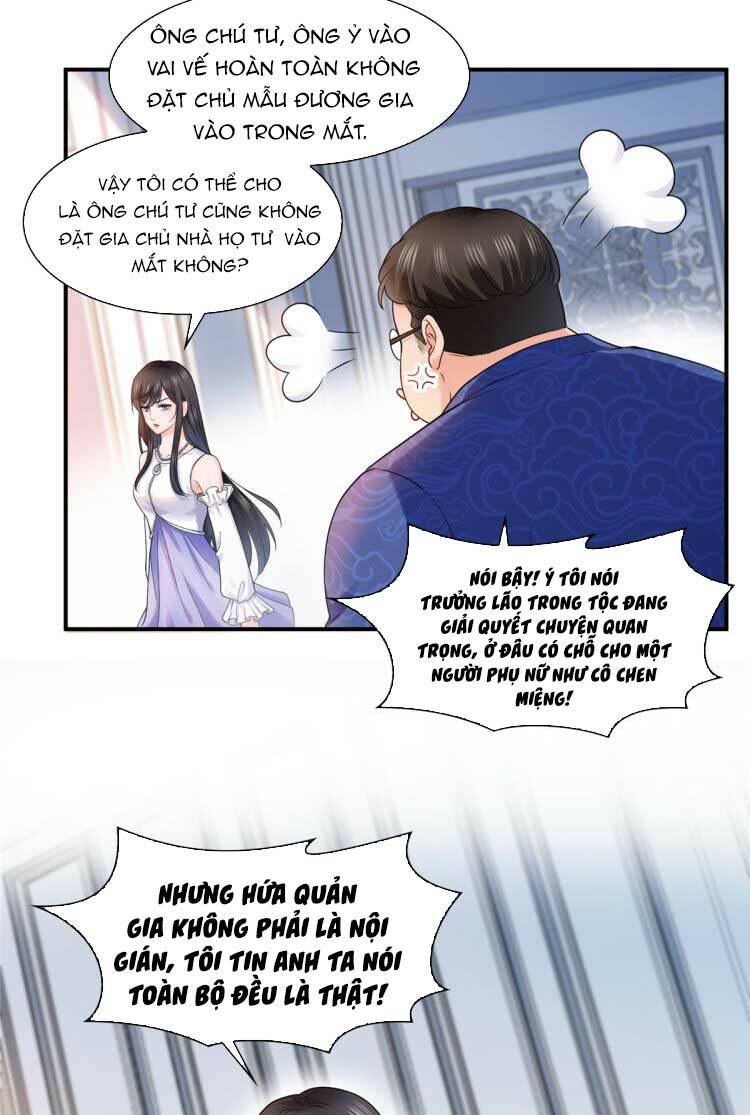 ÔNG CHÚ TƯ, ÔNG Ỷ VÀO
VAI VẾ HOÀN TOÀN KHÔNG
ĐẶT CHỦ MẪU ĐƯƠNG GIA
VÀO TRONG MẮT.
VẬY TÔI CÓ THỂ CHO
LÀ ÔNG CHÚ TƯ CŨNG KHÔNG
ĐẶT GIA CHỦ NHÀ HỌ TƯ VÀO
MẮT KHÔNG?
NÓI BẬY! Ý TÔI NÓI
TRƯỞNG LÃO TRONG TỘC ĐANG
GIẢI QUYẾT CHUYỆN QUAN
TRỌNG, Ở ĐÂU CÓ CHỖ CHO MỘT
NGƯỜI PHỤ NỮ NHƯ CÔ CHEN
MIỆNG!
NHƯNG HỨA QUẢN
GIA KHÔNG PHẢI LÀ NỘI
GIÁN, TÔI TIN ANH TA NÓI
TOÀN BỘ ĐỀU LÀ THẬT!